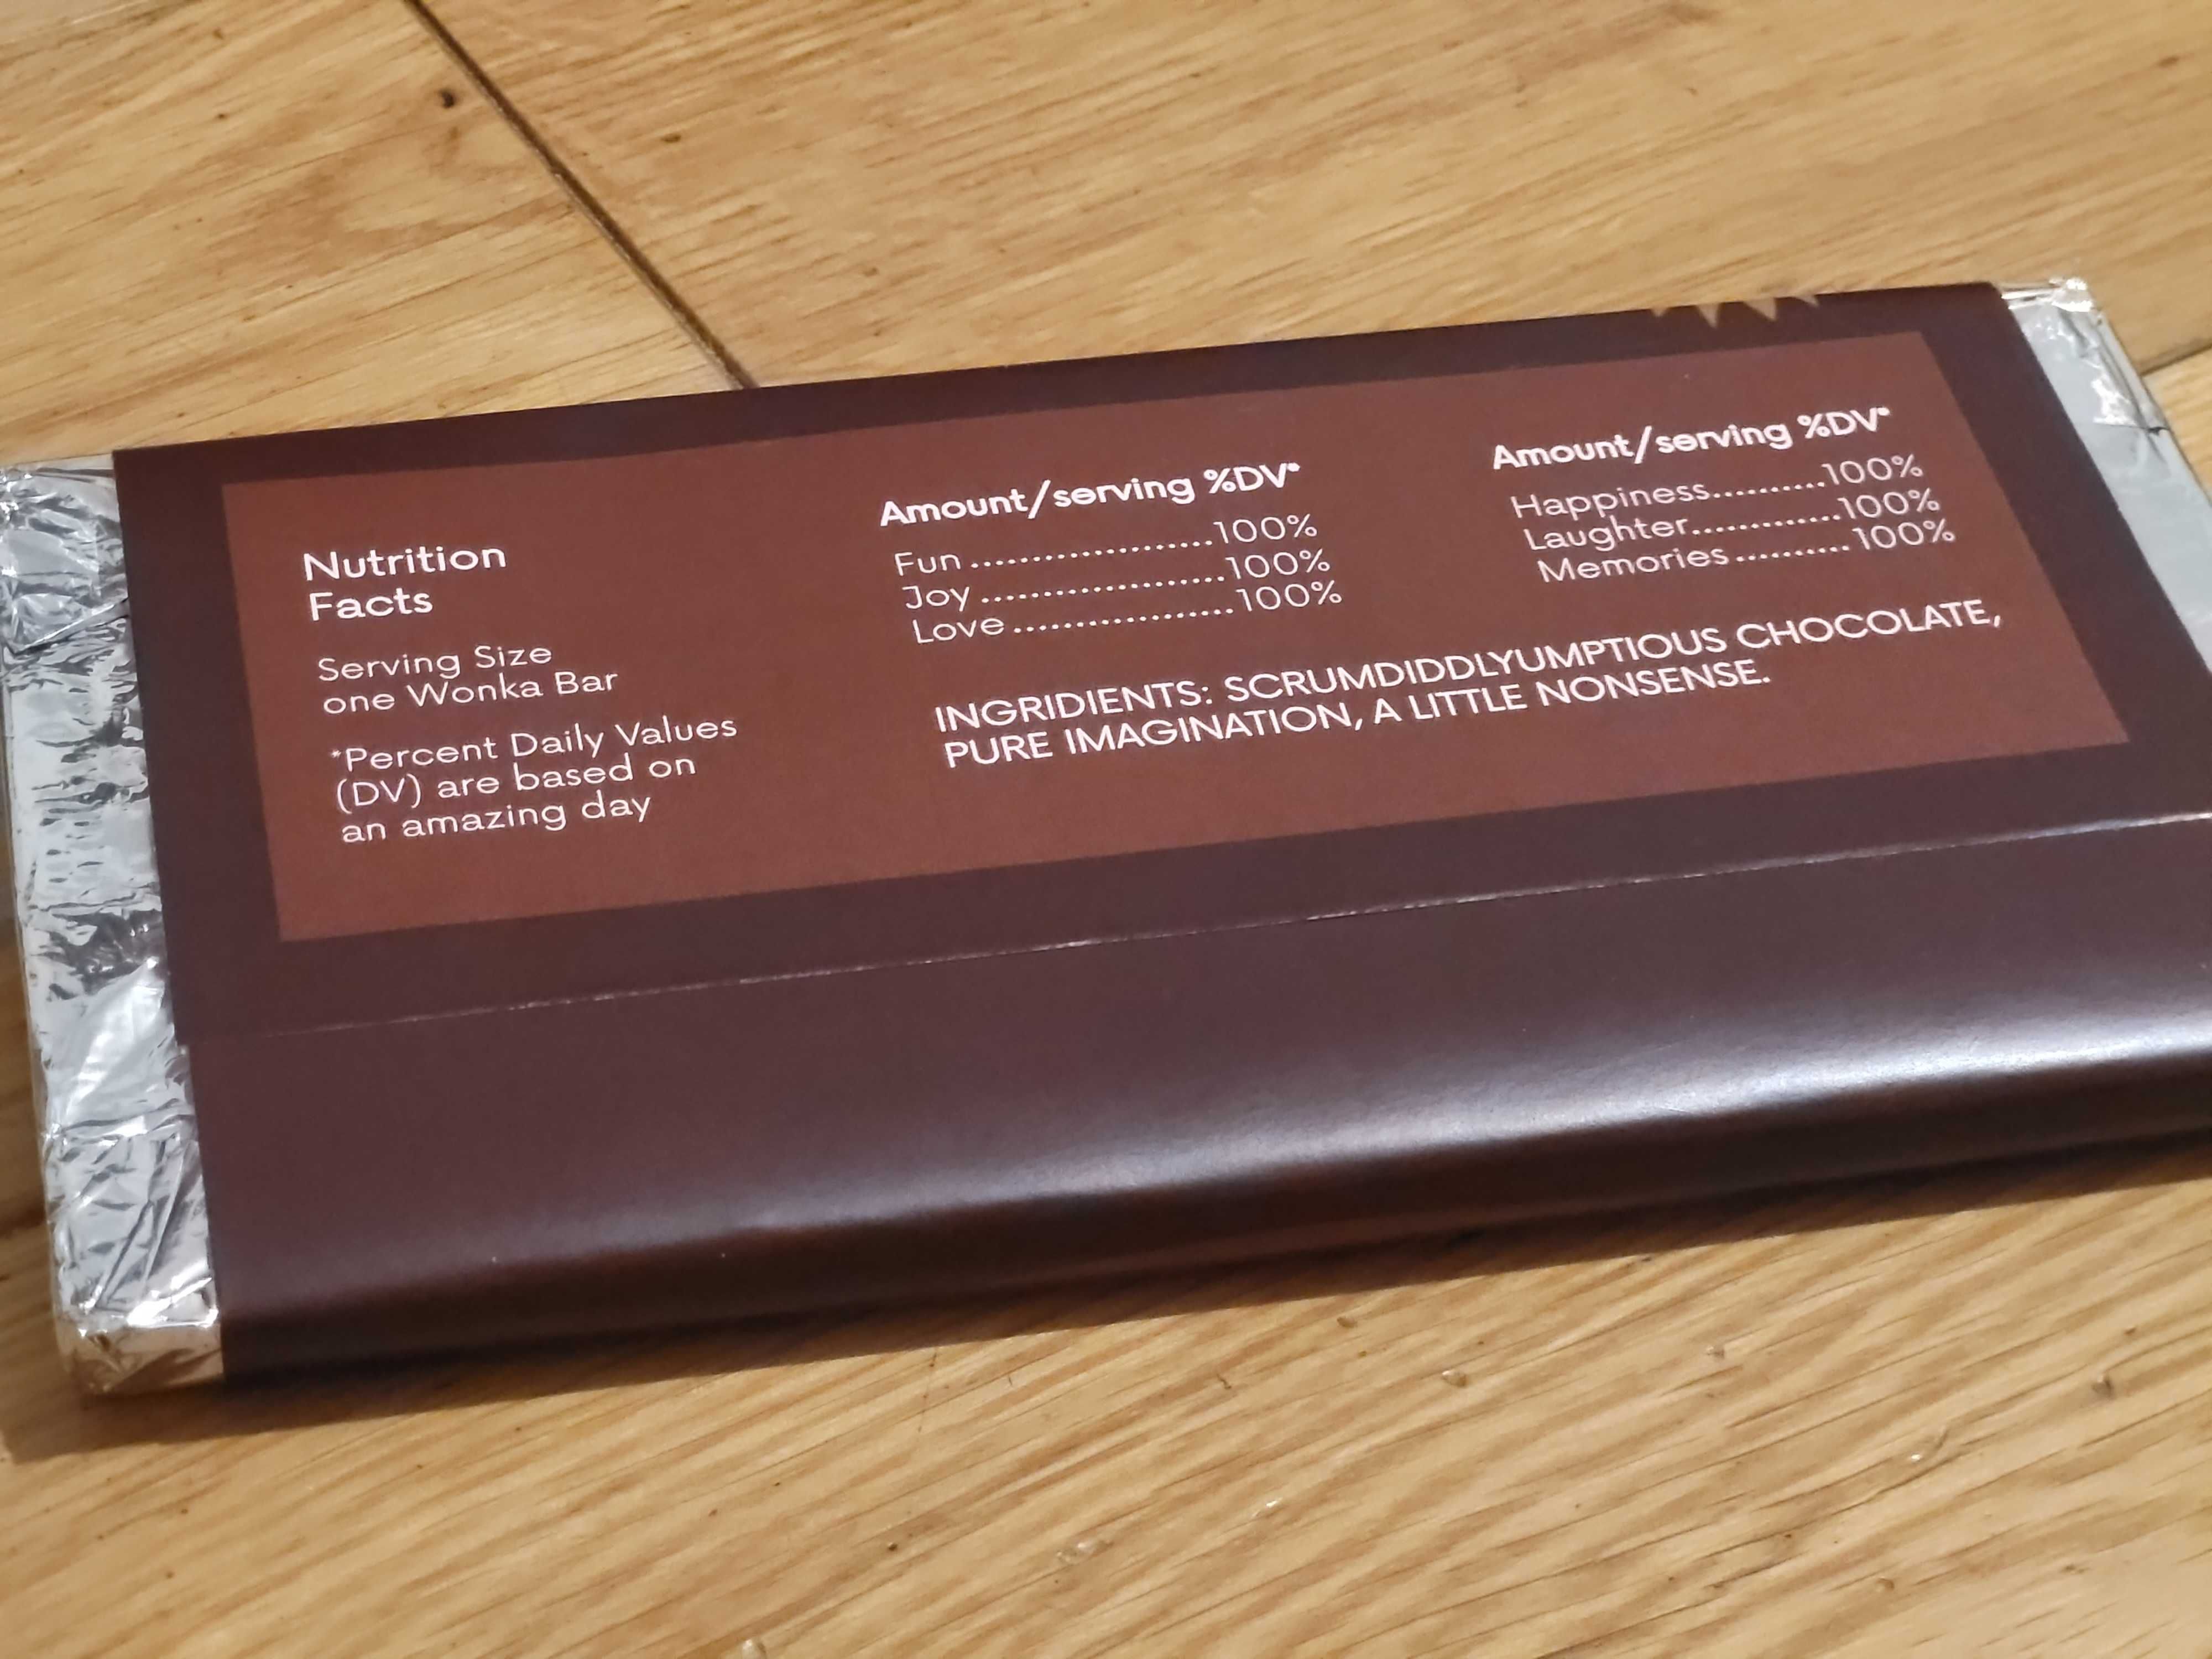 Nutrition
Facts
Serving Size
one Wonka Bar
*Percent Daily Values
(DV) are based on
an amazing day
Amount/serving %DV*
Fun....................100%
Joy....................100%
Love..................100%
Amount/serving %DV*
Happiness..........100%
Laughter.............100%
Memories..........100%
INGRIDIENTS: SCRUMDIDDLYUMPTIOUS CHOCOLATE,
PURE IMAGINATION, A LITTLE NONSENSE.